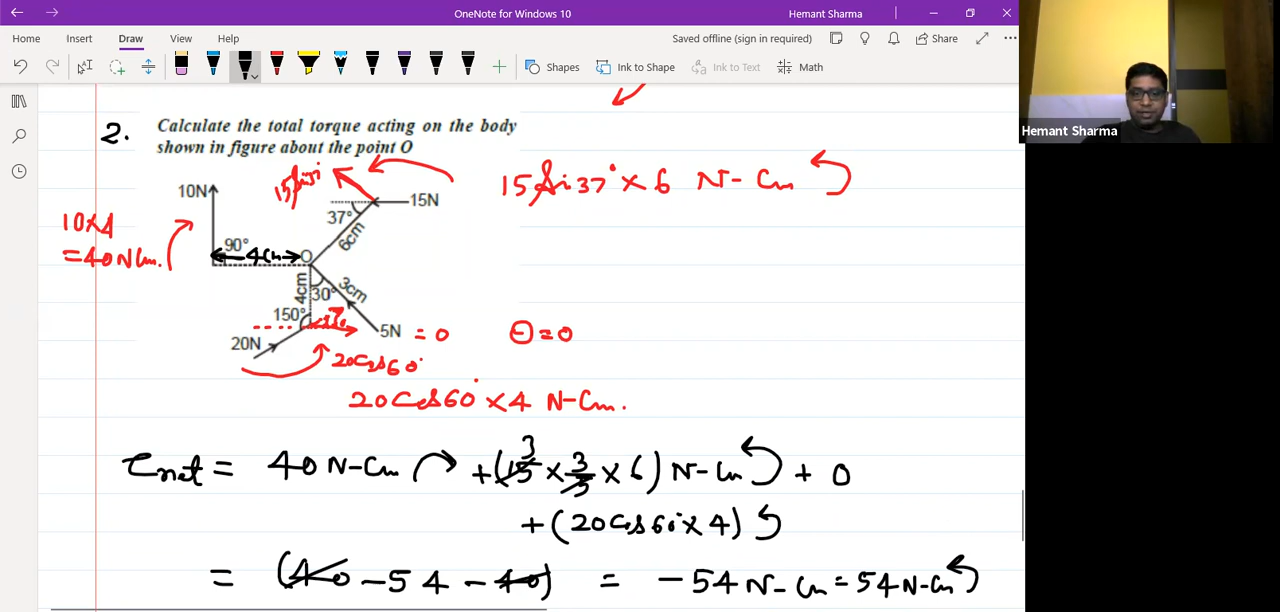 OneNote for Windows 10
Hemant Sharma
Home Insert Draw View Help
Saved offline (sign in required)
Share
Shapes
Ink to Shape
Ink to Text
Math
Hemant Sharma
2. Calculate the total torque acting on the body
shown in figure about the point O
15 Sin37° × 6 N-Cm
10N
15N
37°
6cm
10×4
= 40 N Cm.
90°
4Cm
O
4cm
30°
3cm
150°
5N = 0 θ = 0
20N
20Cos60°
20Cos60° × 4 N-Cm.
τnet = 40 N-Cm + (15 × 3/5 × 6) N-Cm + 0
3
+ (20Cos60° × 4)
= (40 - 54 - 40) = - 54 N-Cm = 54 N-Cm